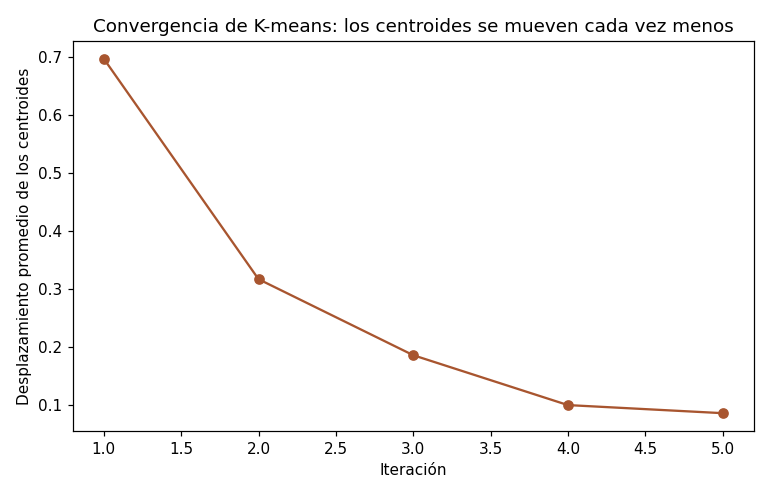 Convergencia de K-means: los centroides se mueven cada vez menos
Desplazamiento promedio de los centroides
0.7
0.6
0.5
0.4
0.3
0.2
0.1
1.0 1.5 2.0 2.5 3.0 3.5 4.0 4.5 5.0
Iteración